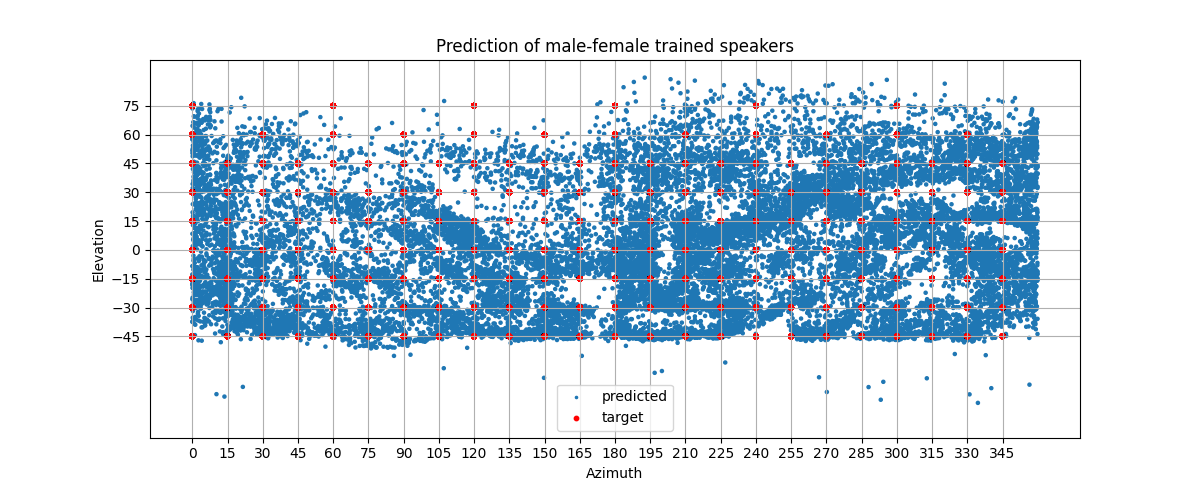 Prediction of male-female trained speakers
Elevation
75
60
45
30
15
0
−15
−30
−45
predicted
target
0 15 30 45 60 75 90 105 120 135 150 165 180 195 210 225 240 255 270 285 300 315 330 345
Azimuth